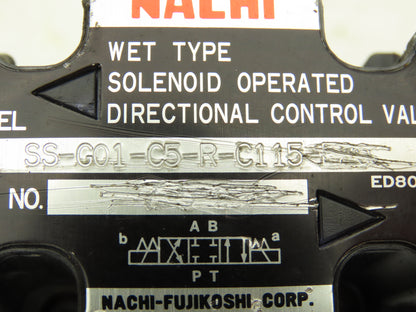 NACHI
WET TYPE
SOLENOID OPERATED
DIRECTIONAL CONTROL VAL
EL
SS-G01-C5-R-C115-
ED80
NO.
A B
b a
P T
NACHI-FUJIKOSHI CORP.